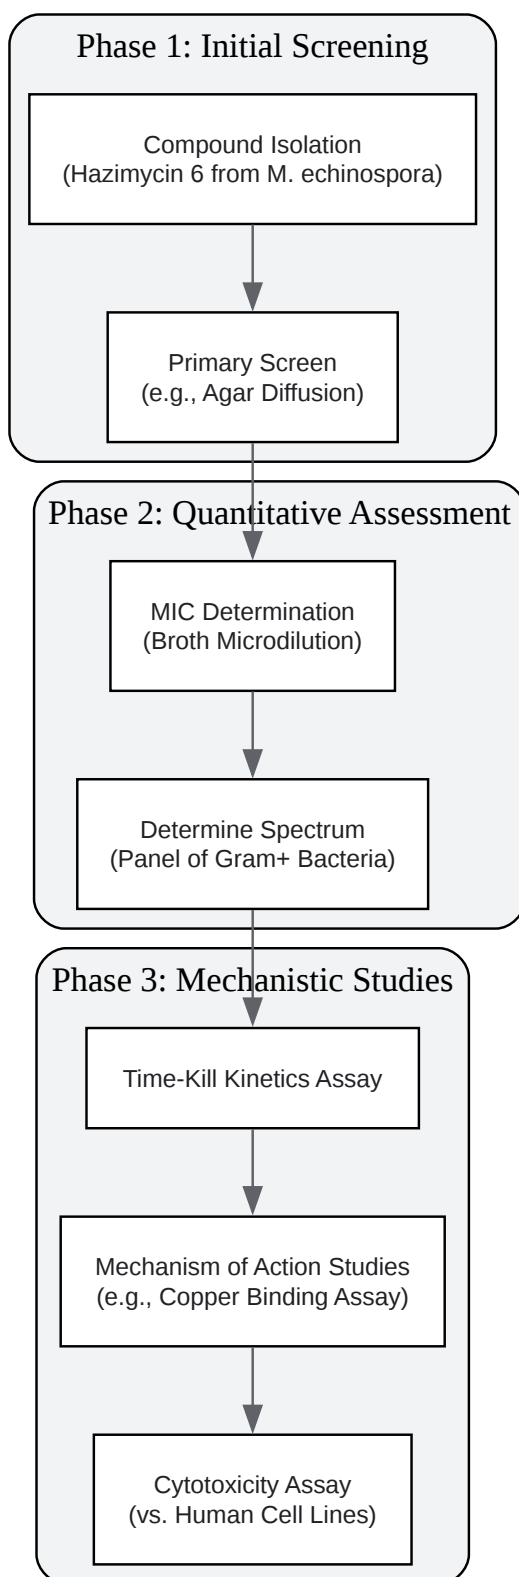 Phase 1: Initial Screening
Compound Isolation
(Hazimycin 6 from M. echinospora)
Primary Screen
(e.g., Agar Diffusion)
Phase 2: Quantitative Assessment
MIC Determination
(Broth Microdilution)
Determine Spectrum
(Panel of Gram+ Bacteria)
Phase 3: Mechanistic Studies
Time-Kill Kinetics Assay
Mechanism of Action Studies
(e.g., Copper Binding Assay)
Cytotoxicity Assay
(vs. Human Cell Lines)